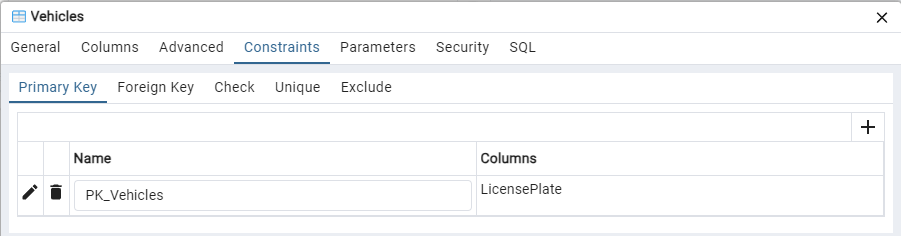 Vehicles
General Columns Advanced Constraints Parameters Security SQL
Primary Key Foreign Key Check Unique Exclude
Name Columns
PK_Vehicles LicensePlate